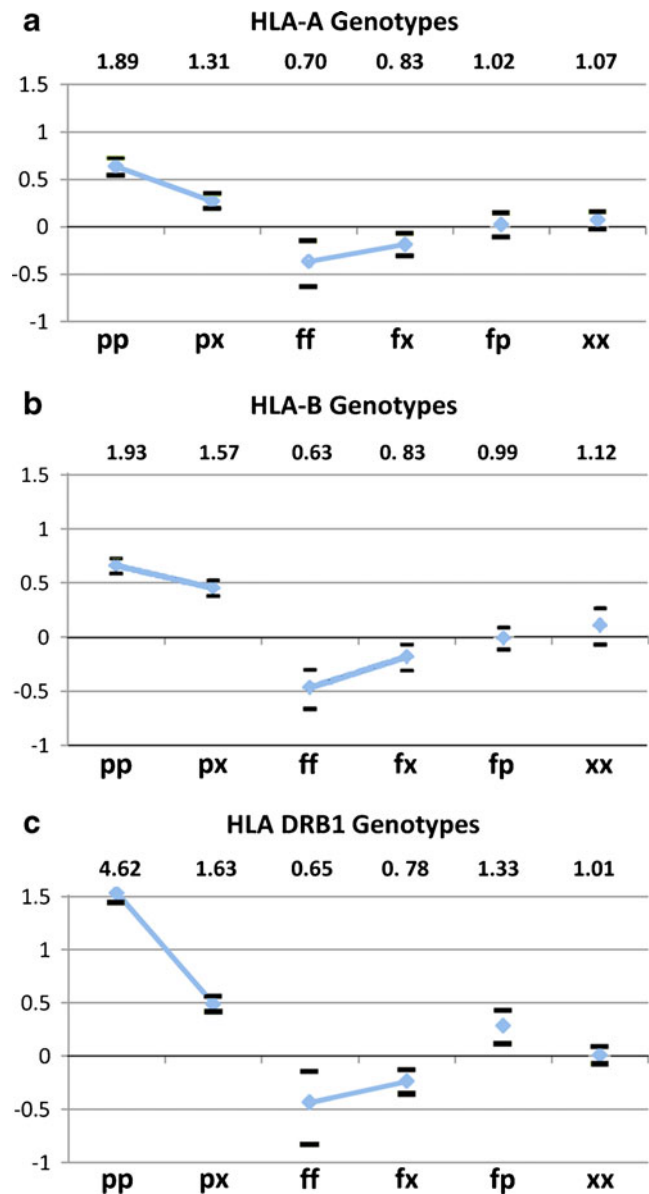 a
HLA-A Genotypes
1.89 1.31 0.70 0. 83 1.02 1.07
1.5
1
0.5
0
-0.5
-1
pp px ff fx fp xx
b
HLA-B Genotypes
1.93 1.57 0.63 0. 83 0.99 1.12
1.5
1
0.5
0
-0.5
-1
pp px ff fx fp xx
c
HLA DRB1 Genotypes
4.62 1.63 0.65 0. 78 1.33 1.01
1.5
1
0.5
0
-0.5
-1
pp px ff fx fp xx